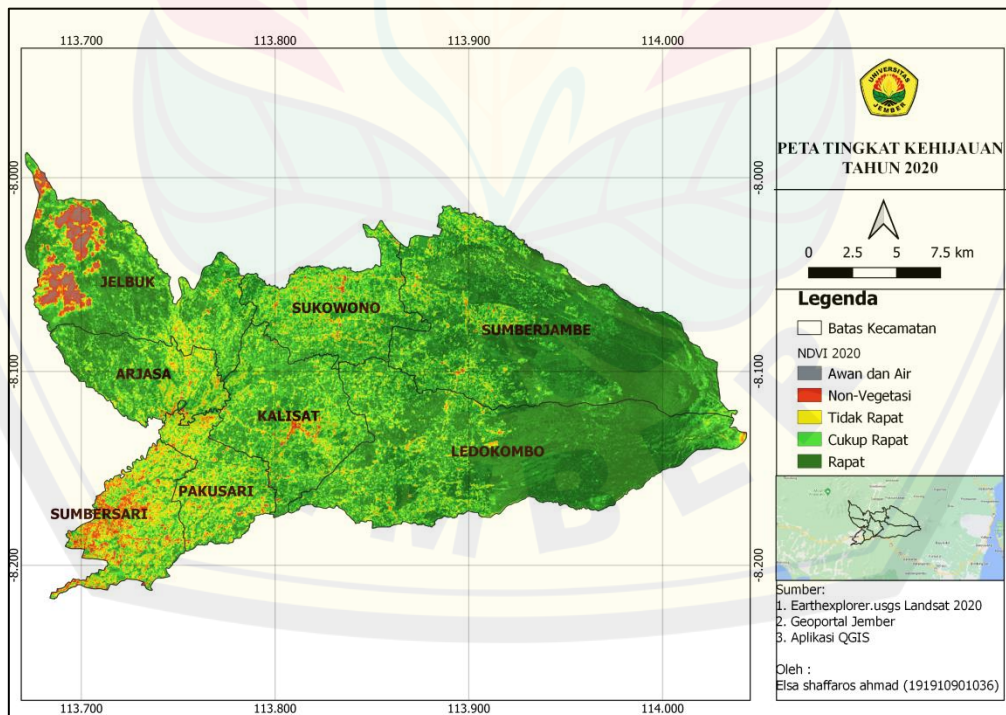 113.700 113.800 113.900 114.000
-8.000 -8.000
-8.100 -8.100
-8.200 -8.200
JELBUK
SUKOWONO
SUMBERJAMBE
ARJASA
KALISAT
LEDOKOMBO
PAKUSARI
SUMBERSARI
113.700 113.800 113.900 114.000
UNIVERSITAS
JEMBER
PETA TINGKAT KEHIJAUAN
TAHUN 2020
0 2.5 5 7.5 km
Legenda
Batas Kecamatan
NDVI 2020
Awan dan Air
Non-Vegetasi
Tidak Rapat
Cukup Rapat
Rapat
Sumber:
1. Earthexplorer.usgs Landsat 2020
2. Geoportal Jember
3. Aplikasi QGIS
Oleh :
Elsa shaffaros ahmad (191910901036)